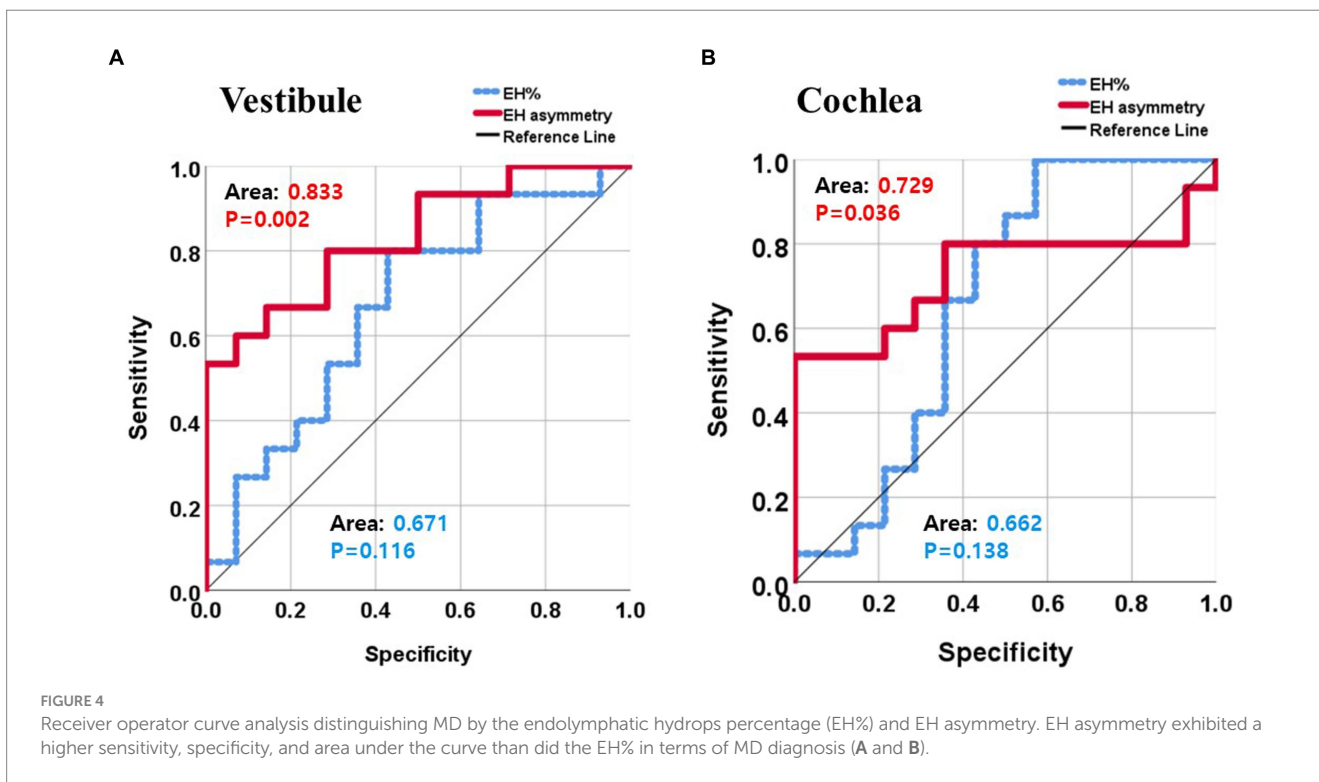 A
Vestibule
EH%
EH asymmetry
Reference Line
1.0
0.8
0.6
0.4
0.2
0.0
Sensitivity
Area: 0.833
P=0.002
Area: 0.671
P=0.116
0.0 0.2 0.4 0.6 0.8 1.0
Specificity
B
Cochlea
EH%
EH asymmetry
Reference Line
1.0
0.8
0.6
0.4
0.2
0.0
Sensitivity
Area: 0.729
P=0.036
Area: 0.662
P=0.138
0.0 0.2 0.4 0.6 0.8 1.0
Specificity
FIGURE 4
Receiver operator curve analysis distinguishing MD by the endolymphatic hydrops percentage (EH%) and EH asymmetry. EH asymmetry exhibited a
higher sensitivity, specificity, and area under the curve than did the EH% in terms of MD diagnosis (A and B).